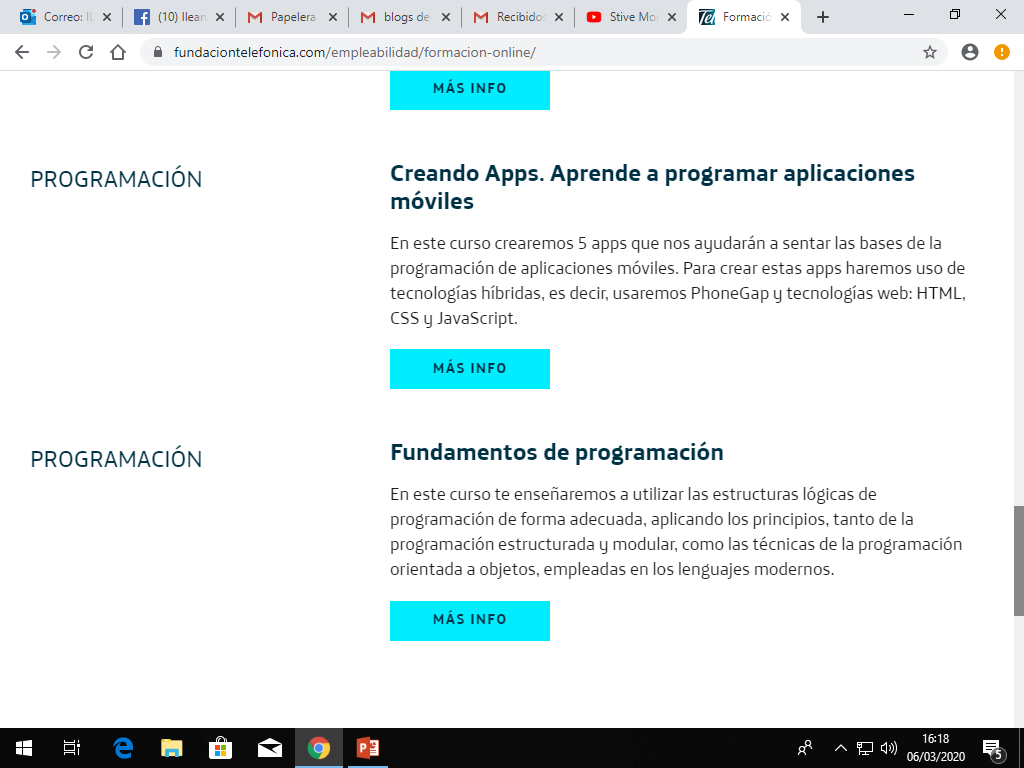 Correo: IL
(10) Ilean
Papelera
blogs de
Recibidos
Stive Mor
Formació
fundaciontelefonica.com/empleabilidad/formacion-online/
MÁS INFO
PROGRAMACIÓN
Creando Apps. Aprende a programar aplicaciones
móviles
En este curso crearemos 5 apps que nos ayudarán a sentar las bases de la
programación de aplicaciones móviles. Para crear estas apps haremos uso de
tecnologías híbridas, es decir, usaremos PhoneGap y tecnologías web: HTML,
CSS y JavaScript.
MÁS INFO
PROGRAMACIÓN
Fundamentos de programación
En este curso te enseñaremos a utilizar las estructuras lógicas de
programación de forma adecuada, aplicando los principios, tanto de la
programación estructurada y modular, como las técnicas de la programación
orientada a objetos, empleadas en los lenguajes modernos.
MÁS INFO
16:18
06/03/2020
5